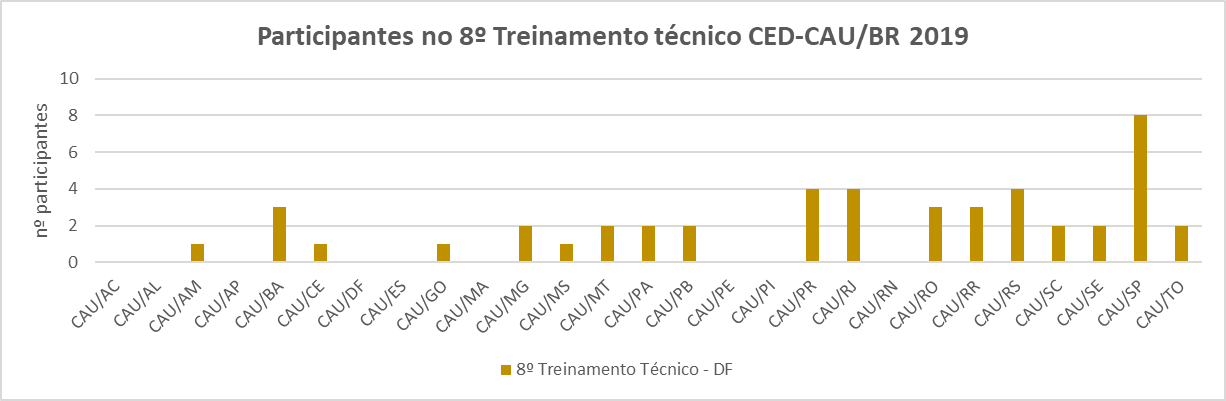 Participantes no 8º Treinamento técnico CED-CAU/BR 2019
nº participantes
10
8
6
4
2
0
CAU/AC
CAU/AL
CAU/AM
CAU/AP
CAU/BA
CAU/CE
CAU/DF
CAU/ES
CAU/GO
CAU/MA
CAU/MG
CAU/MS
CAU/MT
CAU/PA
CAU/PB
CAU/PE
CAU/PI
CAU/PR
CAU/RJ
CAU/RN
CAU/RO
CAU/RR
CAU/RS
CAU/SC
CAU/SE
CAU/SP
CAU/TO
8º Treinamento Técnico - DF